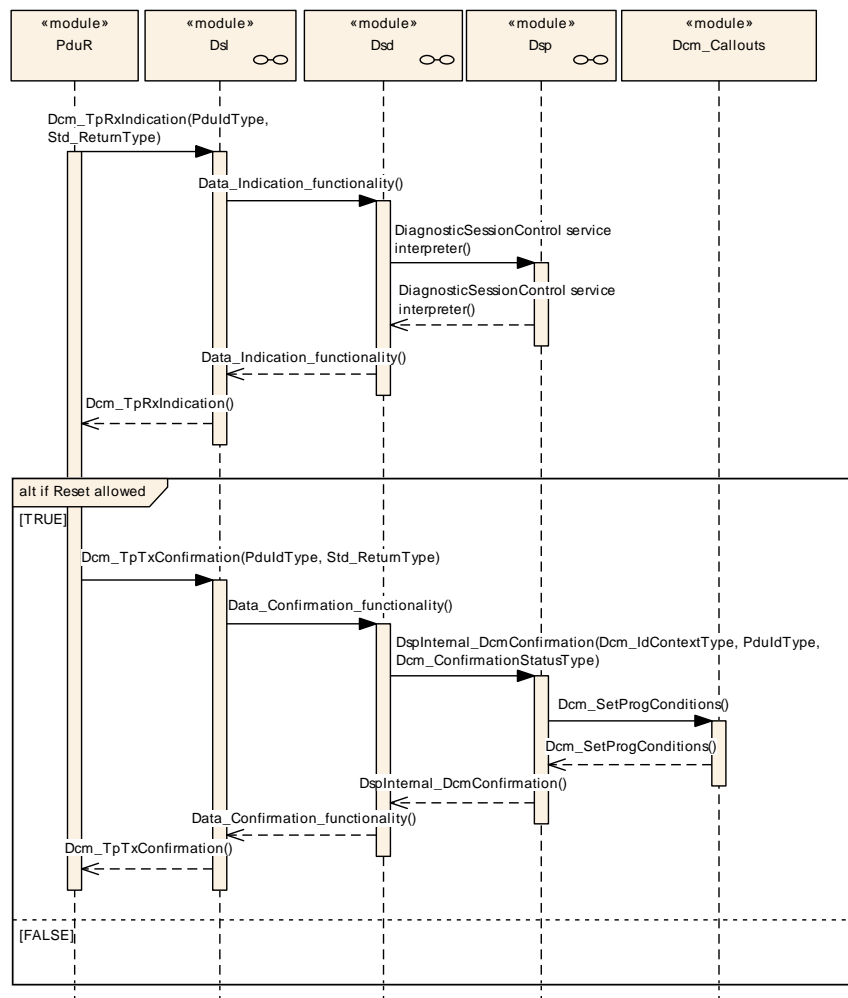 «module»
PduR
«module»
Dsl
«module»
Dsd
«module»
Dsp
«module»
Dcm_Callouts
Dcm_TpRxIndication(PduIdType,
Std_ReturnType)
Data_Indication_functionality()
DiagnosticSessionControl service
interpreter()
DiagnosticSessionControl service
interpreter()
Data_Indication_functionality()
Dcm_TpRxIndication()
alt if Reset allowed
[TRUE]
Dcm_TpTxConfirmation(PduIdType, Std_ReturnType)
Data_Confirmation_functionality()
DspInternal_DcmConfirmation(Dcm_IdContextType, PduIdType,
Dcm_ConfirmationStatusType)
Dcm_SetProgConditions()
Dcm_SetProgConditions()
DspInternal_DcmConfirmation()
Data_Confirmation_functionality()
Dcm_TpTxConfirmation()
[FALSE]